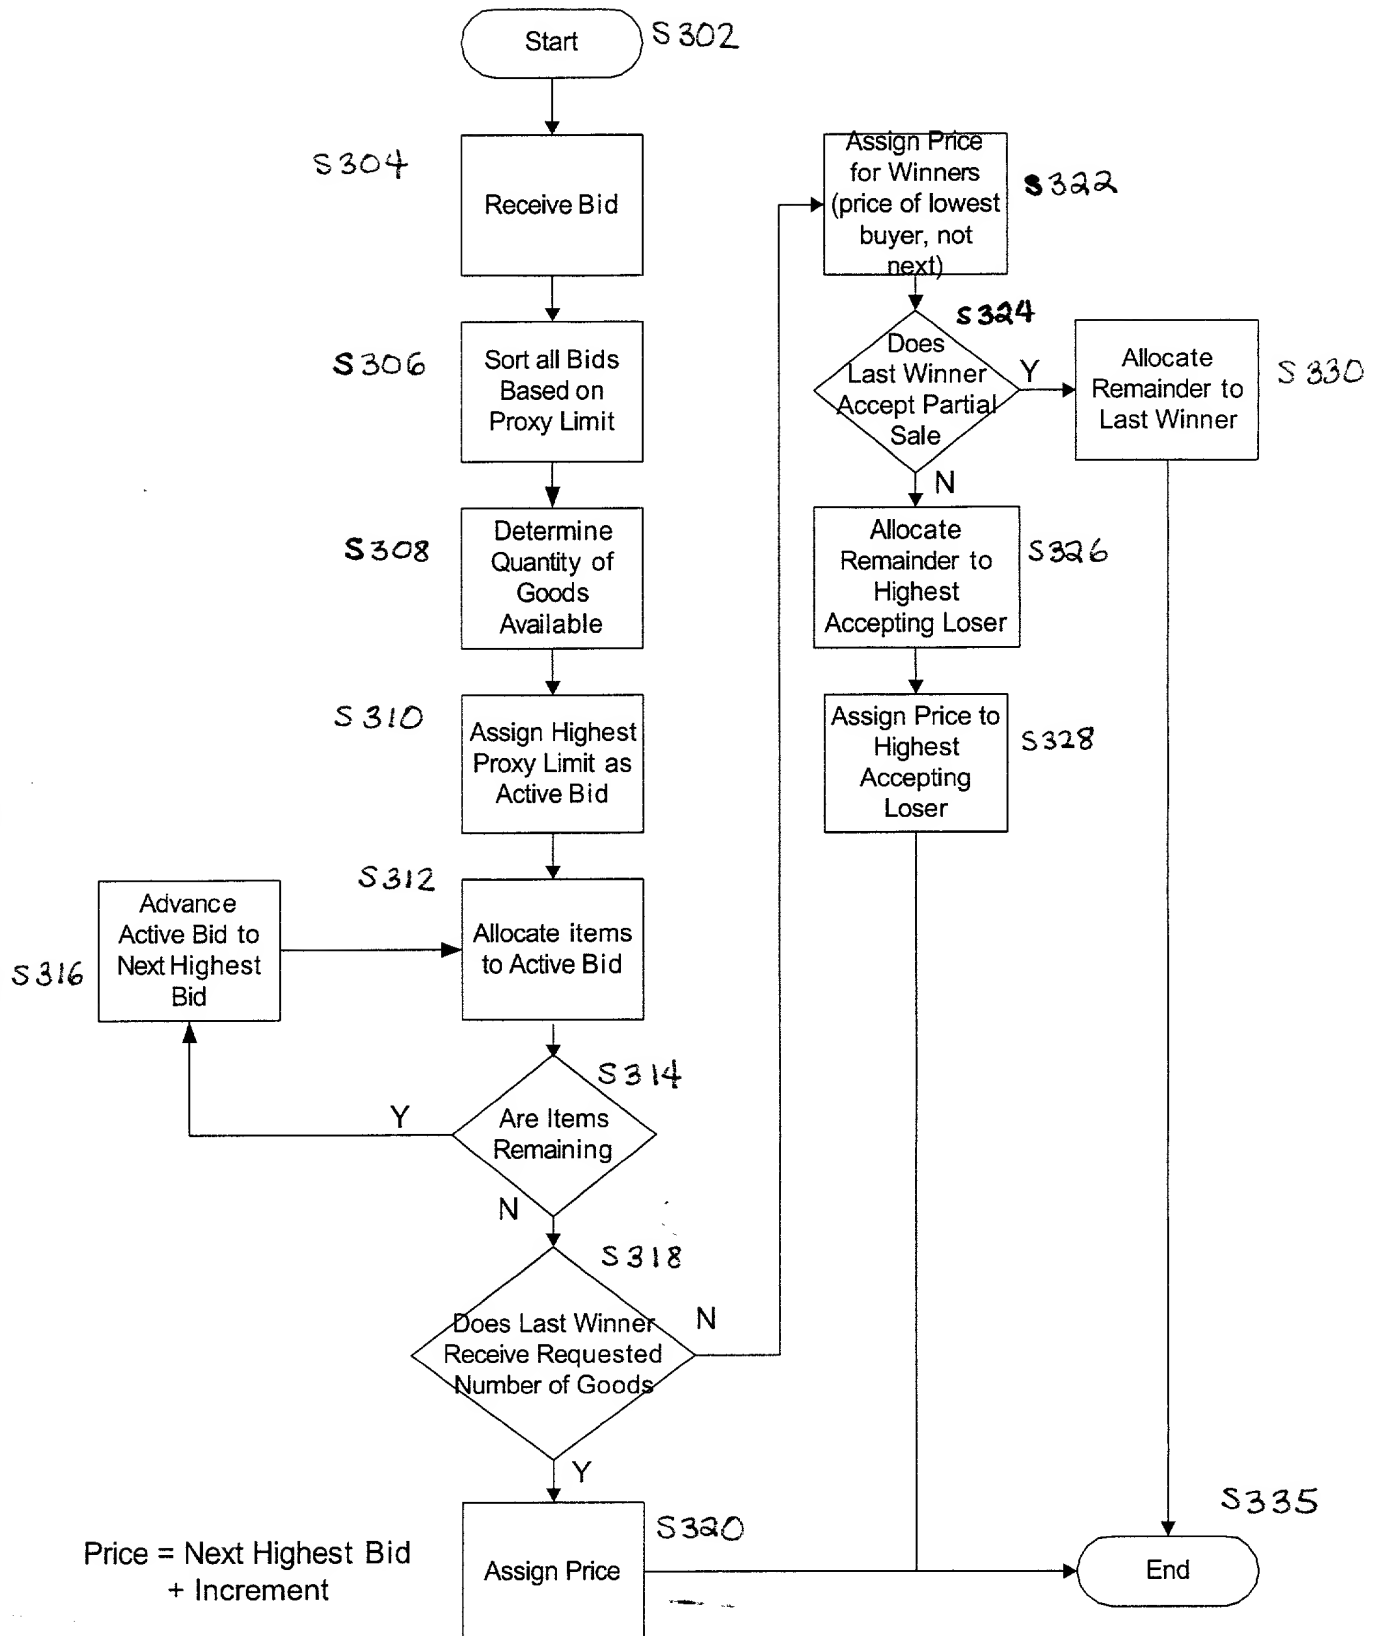 Start
S302
S304
Receive Bid
S306
Sort all Bids
Based on
Proxy Limit
S308
Determine
Quantity of
Goods
Available
S310
Assign Highest
Proxy Limit as
Active Bid
S312
Allocate items
to Active Bid
Advance
Active Bid to
Next Highest
Bid
S316
S314
Are Items
Remaining
Y
N
S318
Does Last Winner
Receive Requested
Number of Goods
N
Y
S320
Assign Price
Price = Next Highest Bid
+ Increment
Assign Price
for Winners
(price of lowest
buyer, not
next)
S322
S324
Does
Last Winner
Accept Partial
Sale
Y
N
Allocate
Remainder to
Last Winner
S330
Allocate
Remainder to
Highest
Accepting Loser
S326
Assign Price to
Highest
Accepting
Loser
S328
S335
End